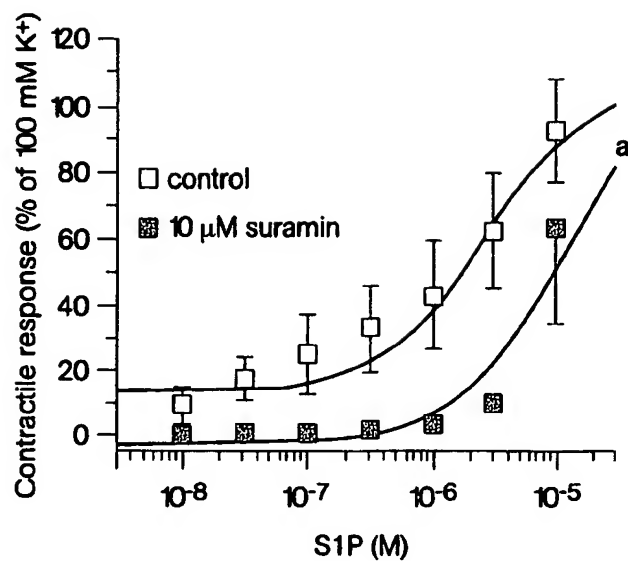 Contractile response (% of 100 mM K+)
120
100
80
60
40
20
0
control
10 μM suramin
a
10-8
10-7
10-6
10-5
S1P (M)